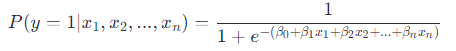 P(y = 1|x₁, x₂, ..., xₙ) = 1 / (1 + e^−(β₀+β₁x₁+β₂x₂+...+βₙxₙ))